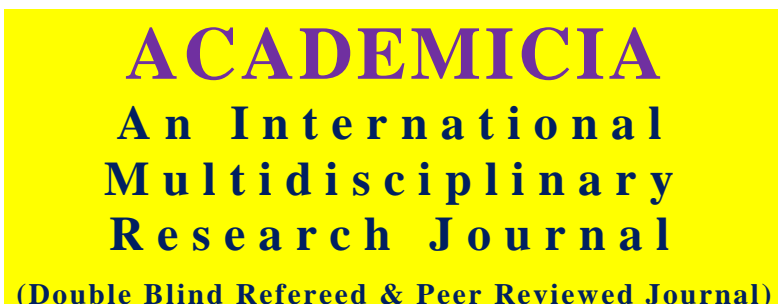 ACADEMICIA
An International
Multidisciplinary
Research Journal
(Double Blind Refereed & Peer Reviewed Journal)